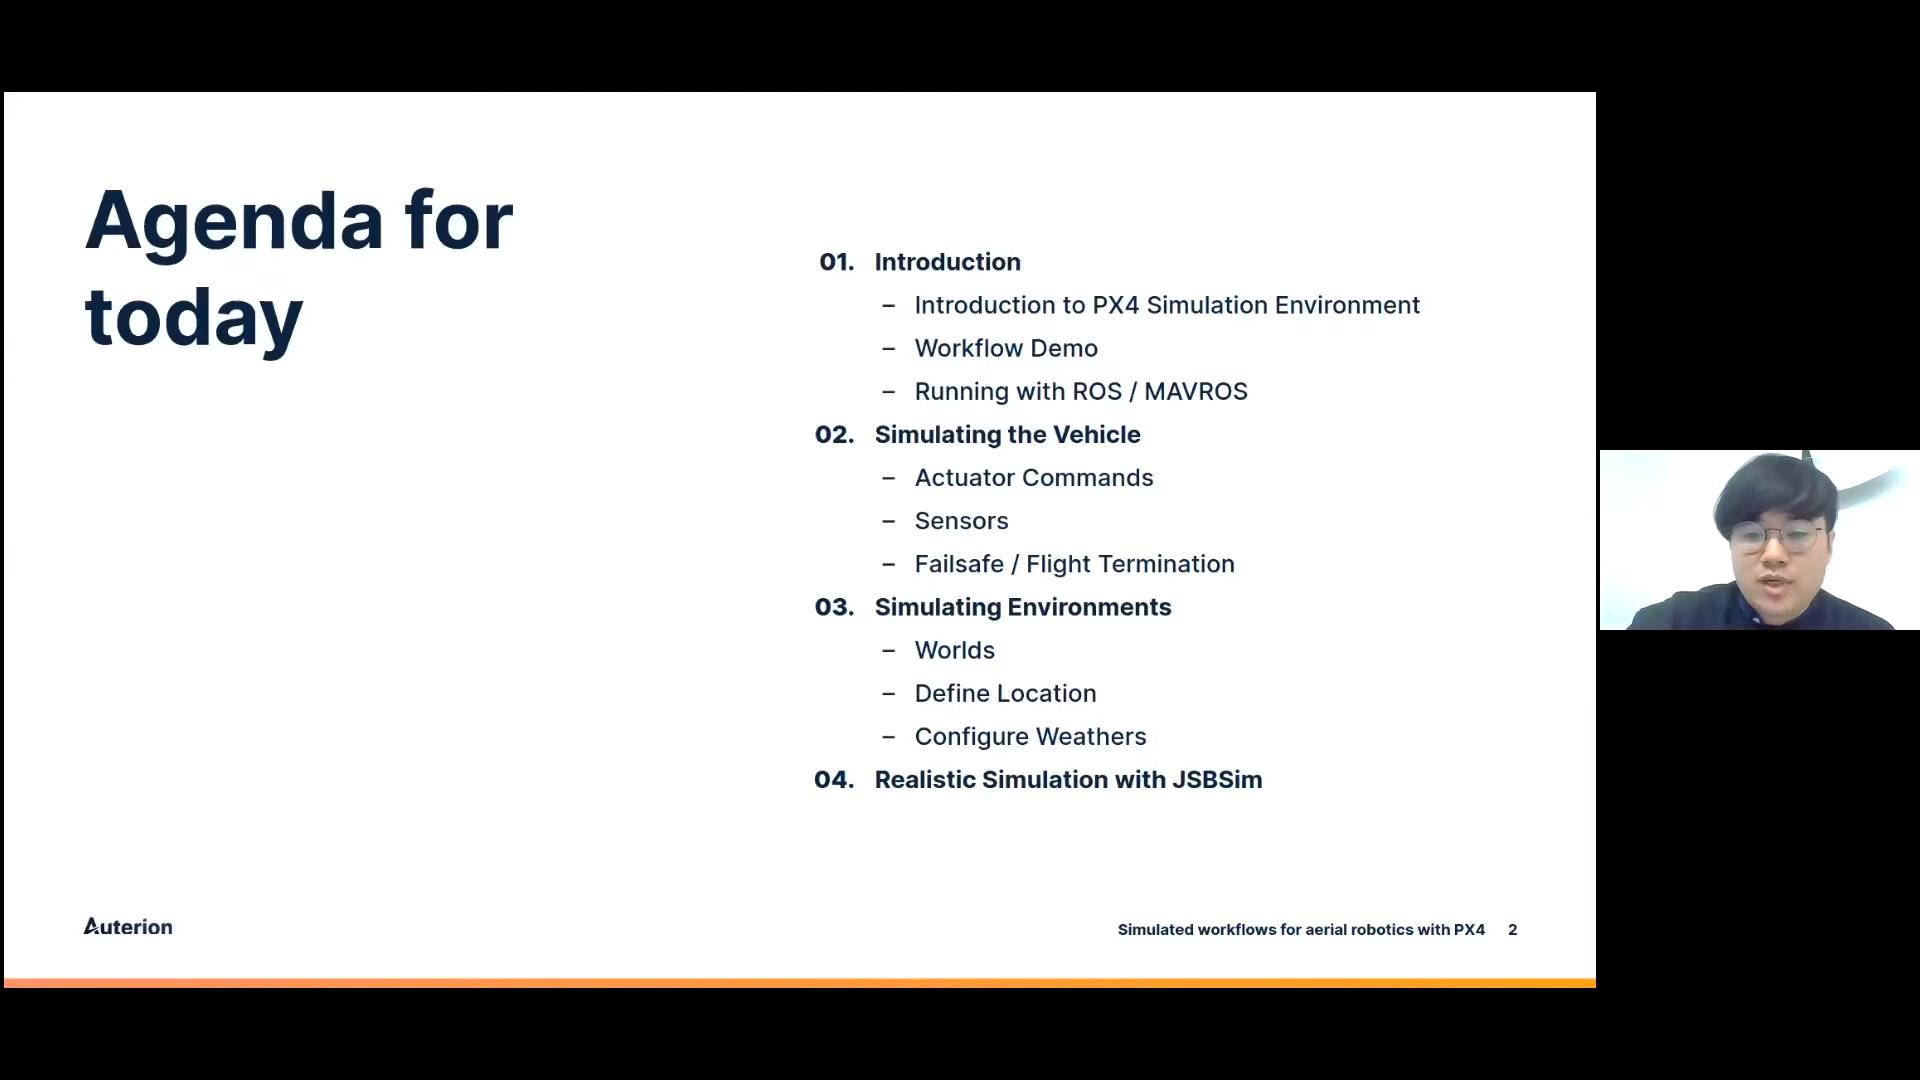 Agenda for
today
01. Introduction
– Introduction to PX4 Simulation Environment
– Workflow Demo
– Running with ROS / MAVROS
02. Simulating the Vehicle
– Actuator Commands
– Sensors
– Failsafe / Flight Termination
03. Simulating Environments
– Worlds
– Define Location
– Configure Weathers
04. Realistic Simulation with JSBSim
Auterion
Simulated workflows for aerial robotics with PX4 2